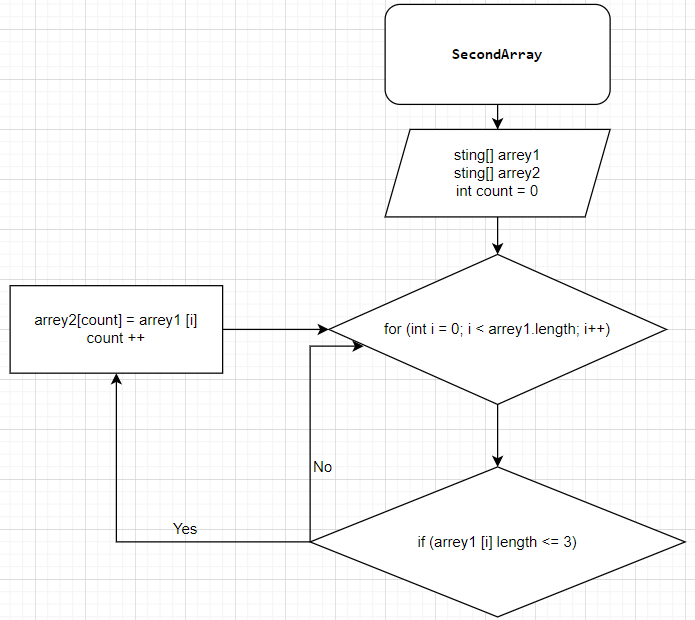 SecondArray
sting[] arrey1
sting[] arrey2
int count = 0
for (int i = 0; i < arrey1.length; i++)
arrey2[count] = arrey1 [i]
count ++
No
Yes
if (arrey1 [i] length <= 3)